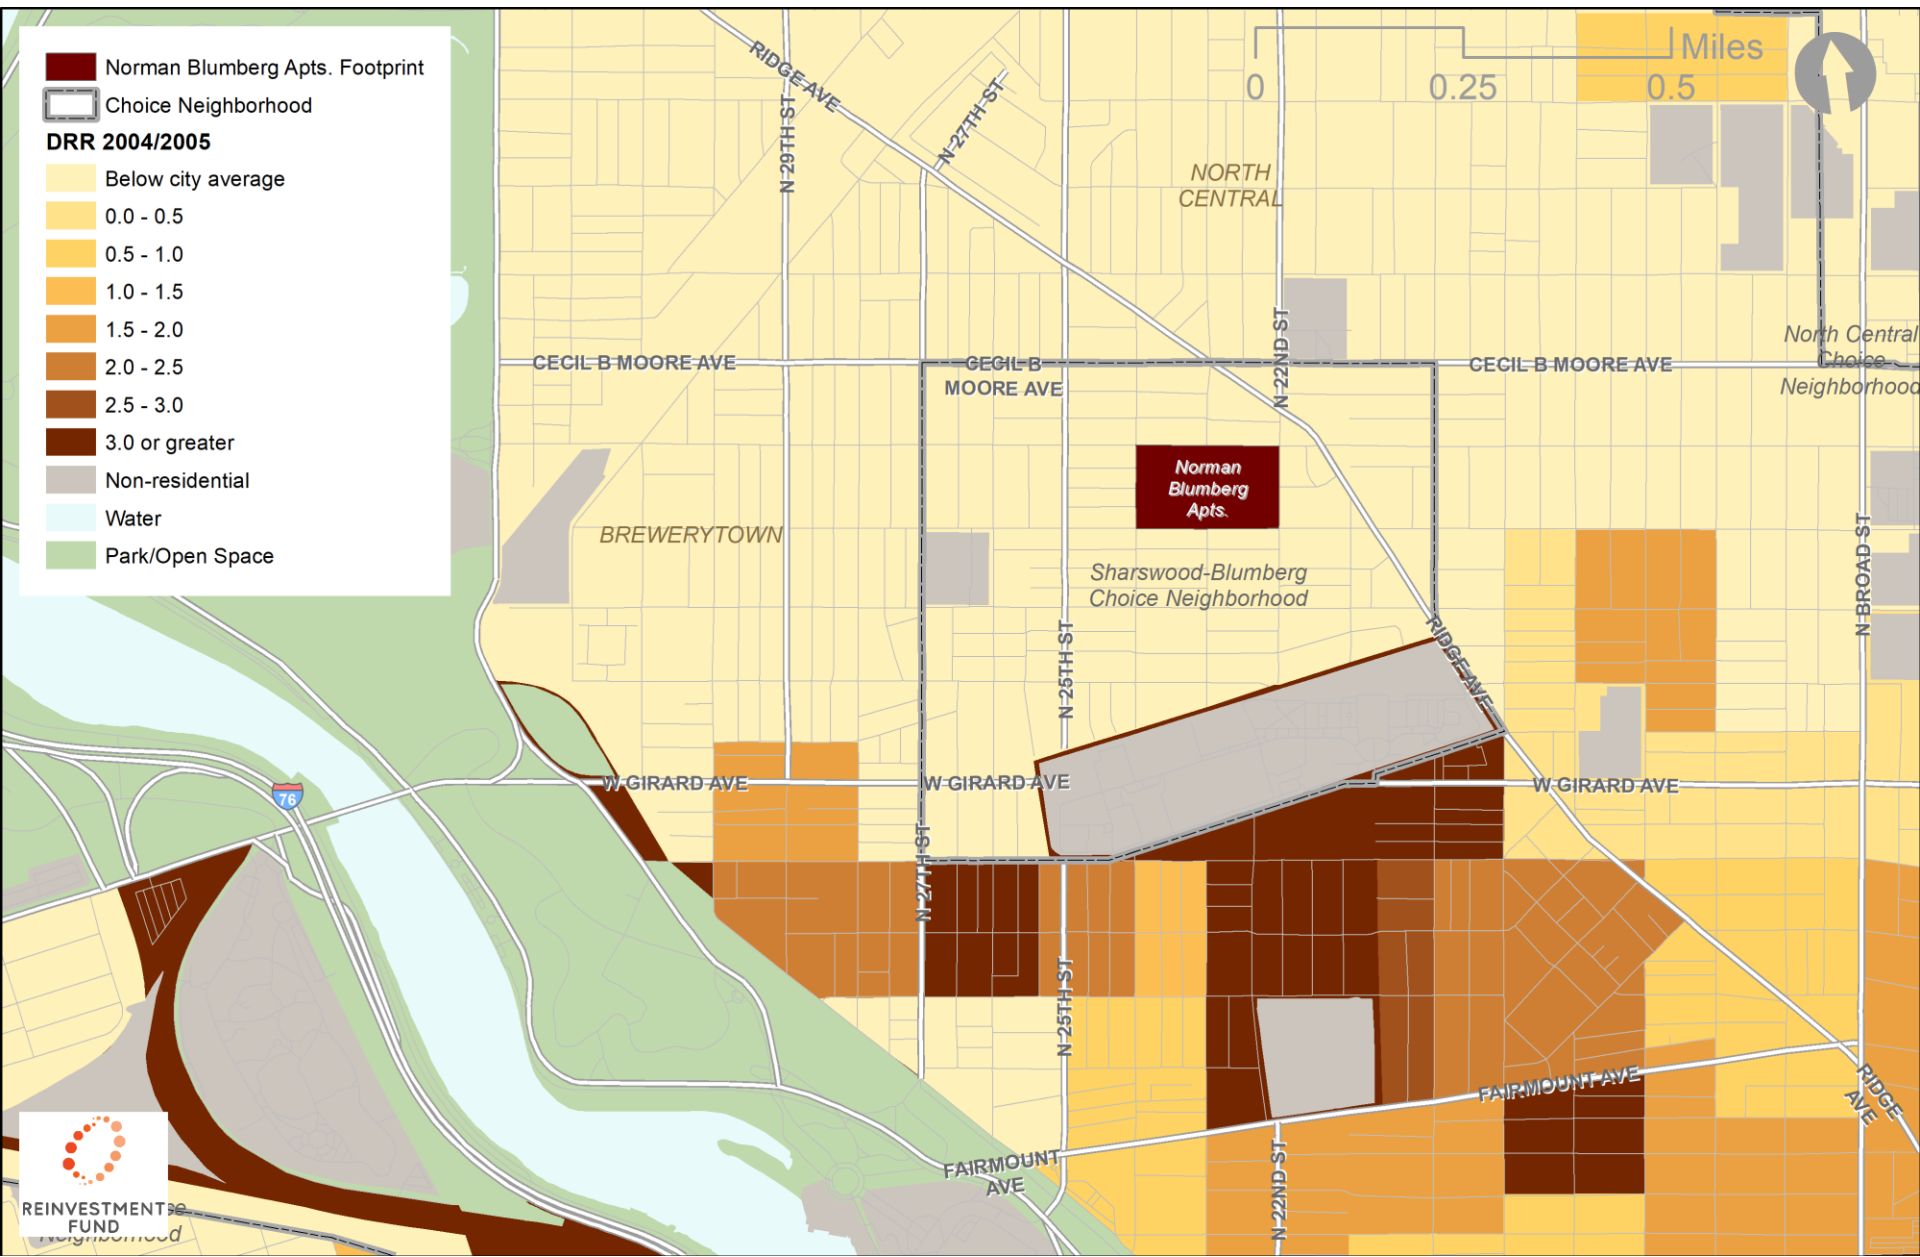 Norman Blumberg Apts. Footprint
Choice Neighborhood
DRR 2004/2005
Below city average
0.0 - 0.5
0.5 - 1.0
1.0 - 1.5
1.5 - 2.0
2.0 - 2.5
2.5 - 3.0
3.0 or greater
Non-residential
Water
Park/Open Space
Miles
0 0.25 0.5
RIDGE AVE
N 29TH ST
N 27TH ST
NORTH
CENTRAL
N 22ND ST
North Central
Choice
Neighborhood
CECIL B MOORE AVE
CECIL B
MOORE AVE
CECIL B MOORE AVE
Norman
Blumberg
Apts.
BREWERYTOWN
Sharswood-Blumberg
Choice Neighborhood
N BROAD ST
N 25TH ST
RIDGE AVE
W GIRARD AVE
W GIRARD AVE
W GIRARD AVE
76
N 27TH ST
N 25TH ST
FAIRMOUNT AVE
RIDGE
AVE
FAIRMOUNT
AVE
N 22ND ST
REINVESTMENT
FUND
Neighborhood